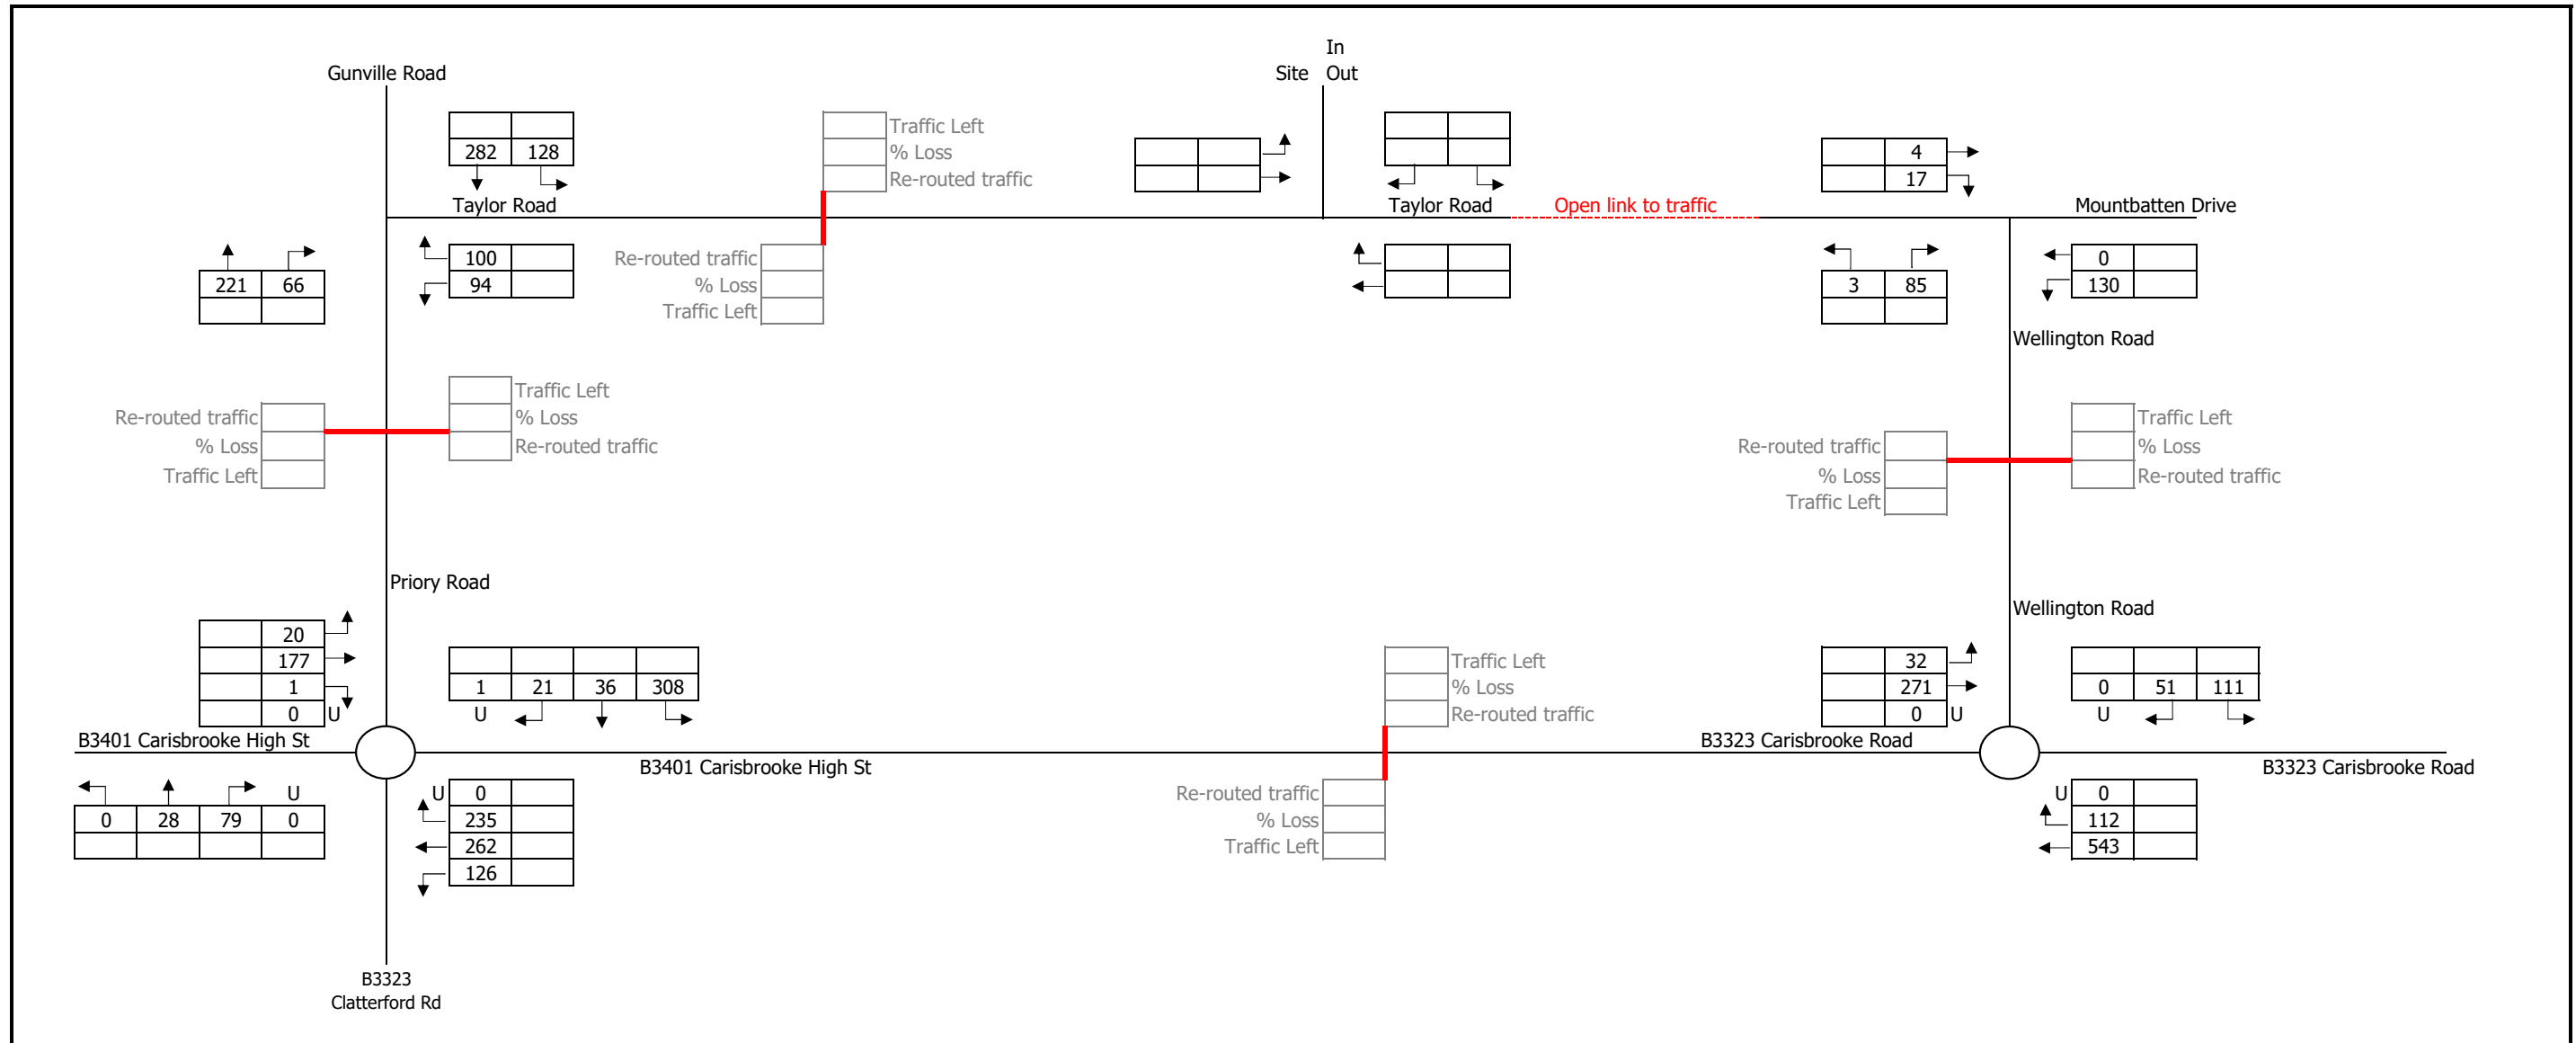 In
Gunville Road
Site Out
Traffic Left
282 128
% Loss
4
Re-routed traffic
17
Taylor Road
Taylor Road
Open link to traffic
Mountbatten Drive
100
Re-routed traffic
0
221 66
94
% Loss
3 85
130
Traffic Left
Wellington Road
Traffic Left
Re-routed traffic
% Loss
Traffic Left
% Loss
Re-routed traffic
Re-routed traffic
% Loss
Traffic Left
% Loss
Re-routed traffic
Traffic Left
Priory Road
Wellington Road
20
32
177
Traffic Left
271
1
1 21 36 308
% Loss
0 51 111
0 U
U
Re-routed traffic
0 U
U
B3401 Carisbrooke High St
B3323 Carisbrooke Road
B3401 Carisbrooke High St
B3323 Carisbrooke Road
U
U 0
Re-routed traffic
U 0
0 28 79 0
235
% Loss
112
262
Traffic Left
543
126
B3323
Clatterford Rd